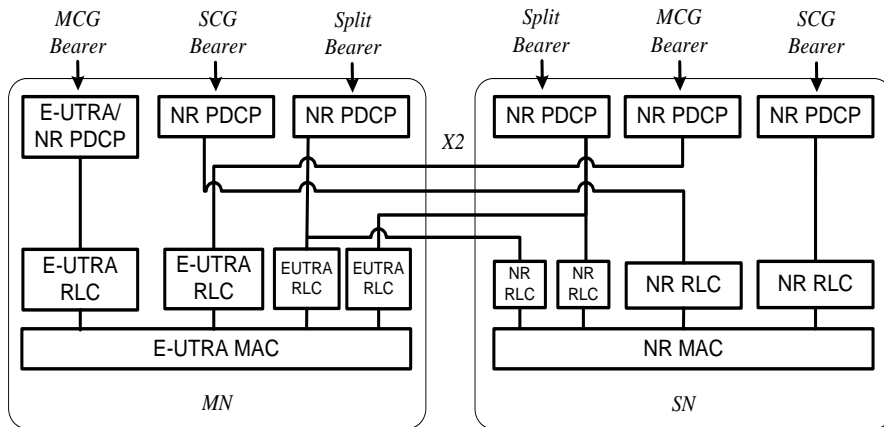 MCG
Bearer
SCG
Bearer
Split
Bearer
Split
Bearer
MCG
Bearer
SCG
Bearer
E-UTRA/
NR PDCP
NR PDCP
NR PDCP
NR PDCP
NR PDCP
NR PDCP
X2
E-UTRA
RLC
E-UTRA
RLC
EUTRA
RLC
EUTRA
RLC
NR
RLC
NR
RLC
NR RLC
NR RLC
E-UTRA MAC
NR MAC
MN
SN